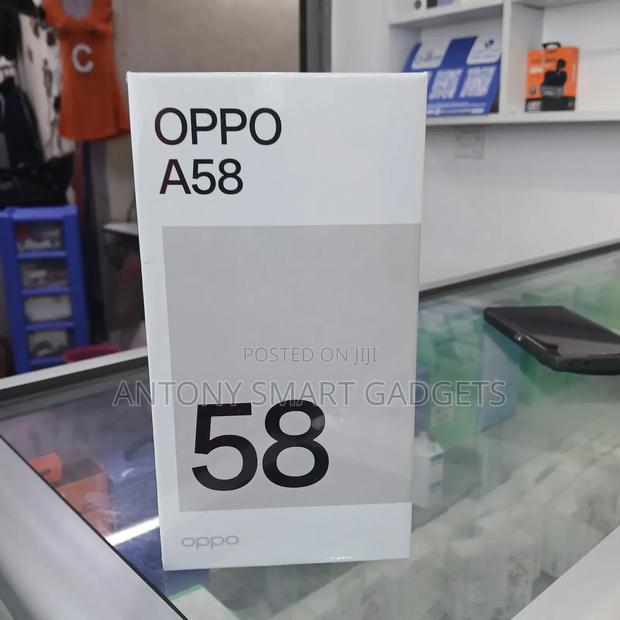 C
OPPO
A58
POSTED ON JIJI
ANTONY SMART GADGETS
58
oppo